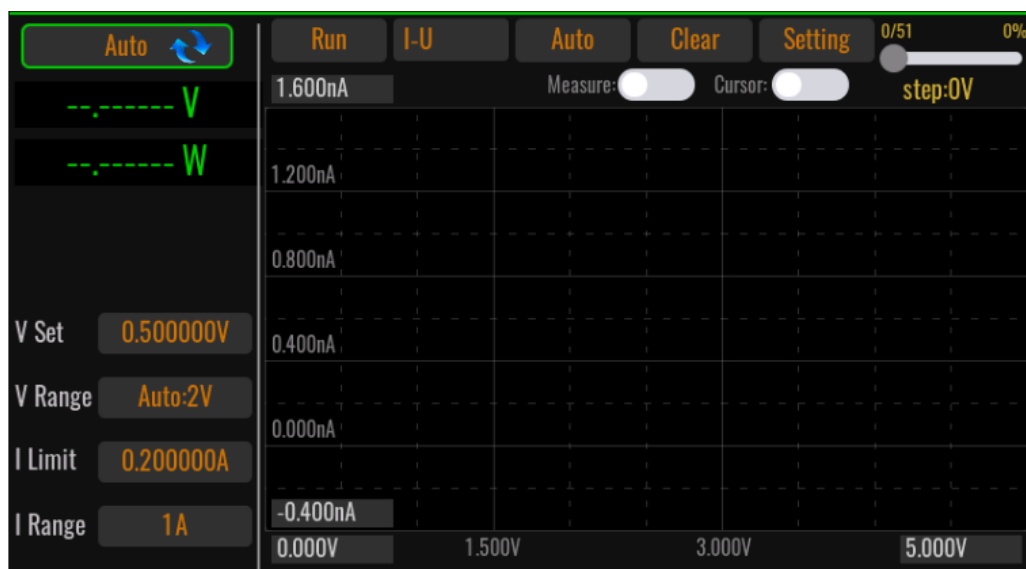 Auto
--.------ V
--.------ W
V Set 0.500000V
V Range Auto:2V
I Limit 0.200000A
I Range 1A
Run I-U Auto Clear Setting 0/51 0%
1.600nA Measure: Cursor: step:0V
1.200nA
0.800nA
0.400nA
0.000nA
-0.400nA
0.000V 1.500V 3.000V 5.000V